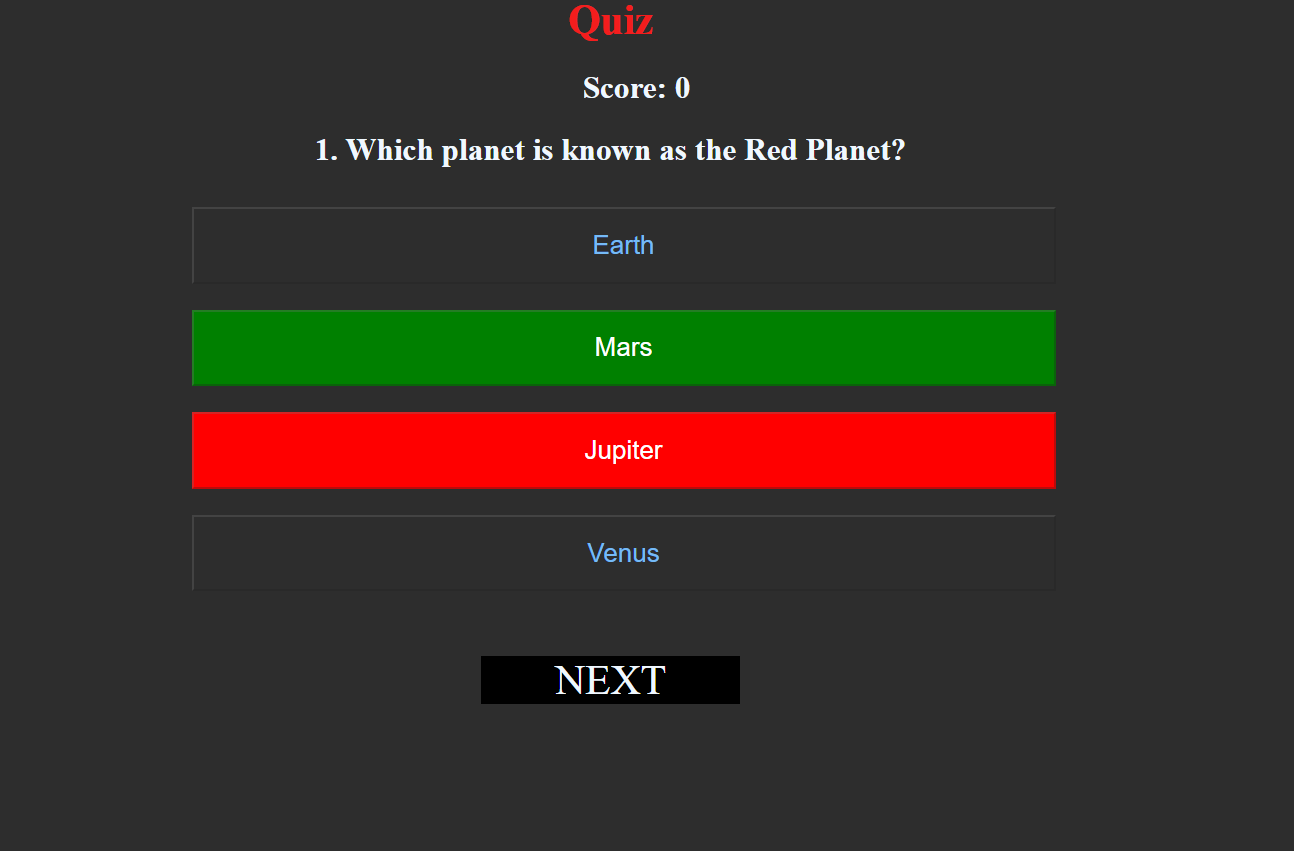 Quiz
Score: 0
1. Which planet is known as the Red Planet?
Earth
Mars
Jupiter
Venus
NEXT